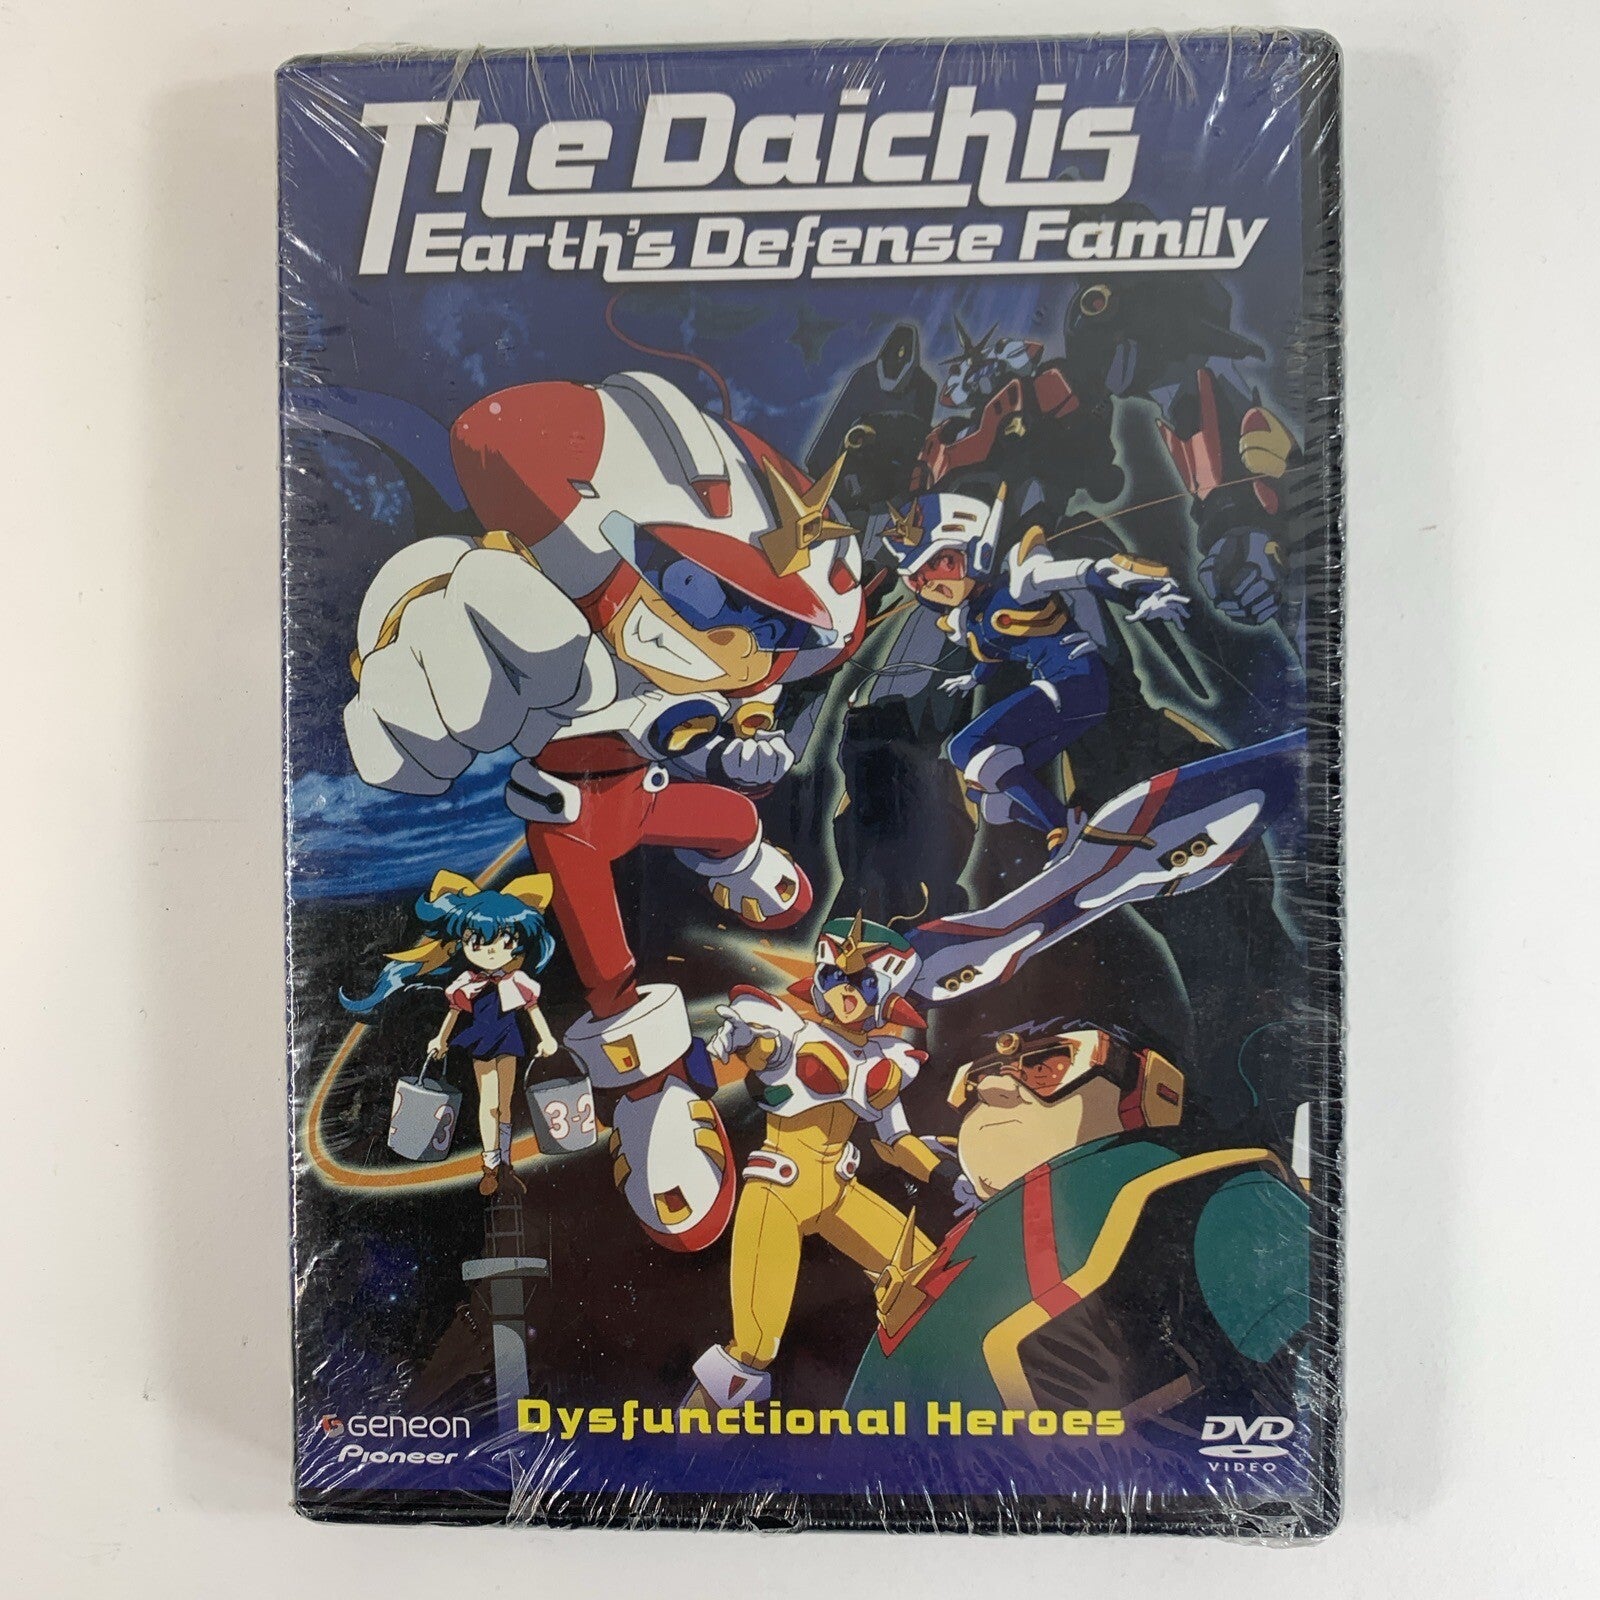 The Daichis
Earth's Defense Family
3
3-2
Dysfunctional Heroes
Geneon
Pioneer
DVD
VIDEO